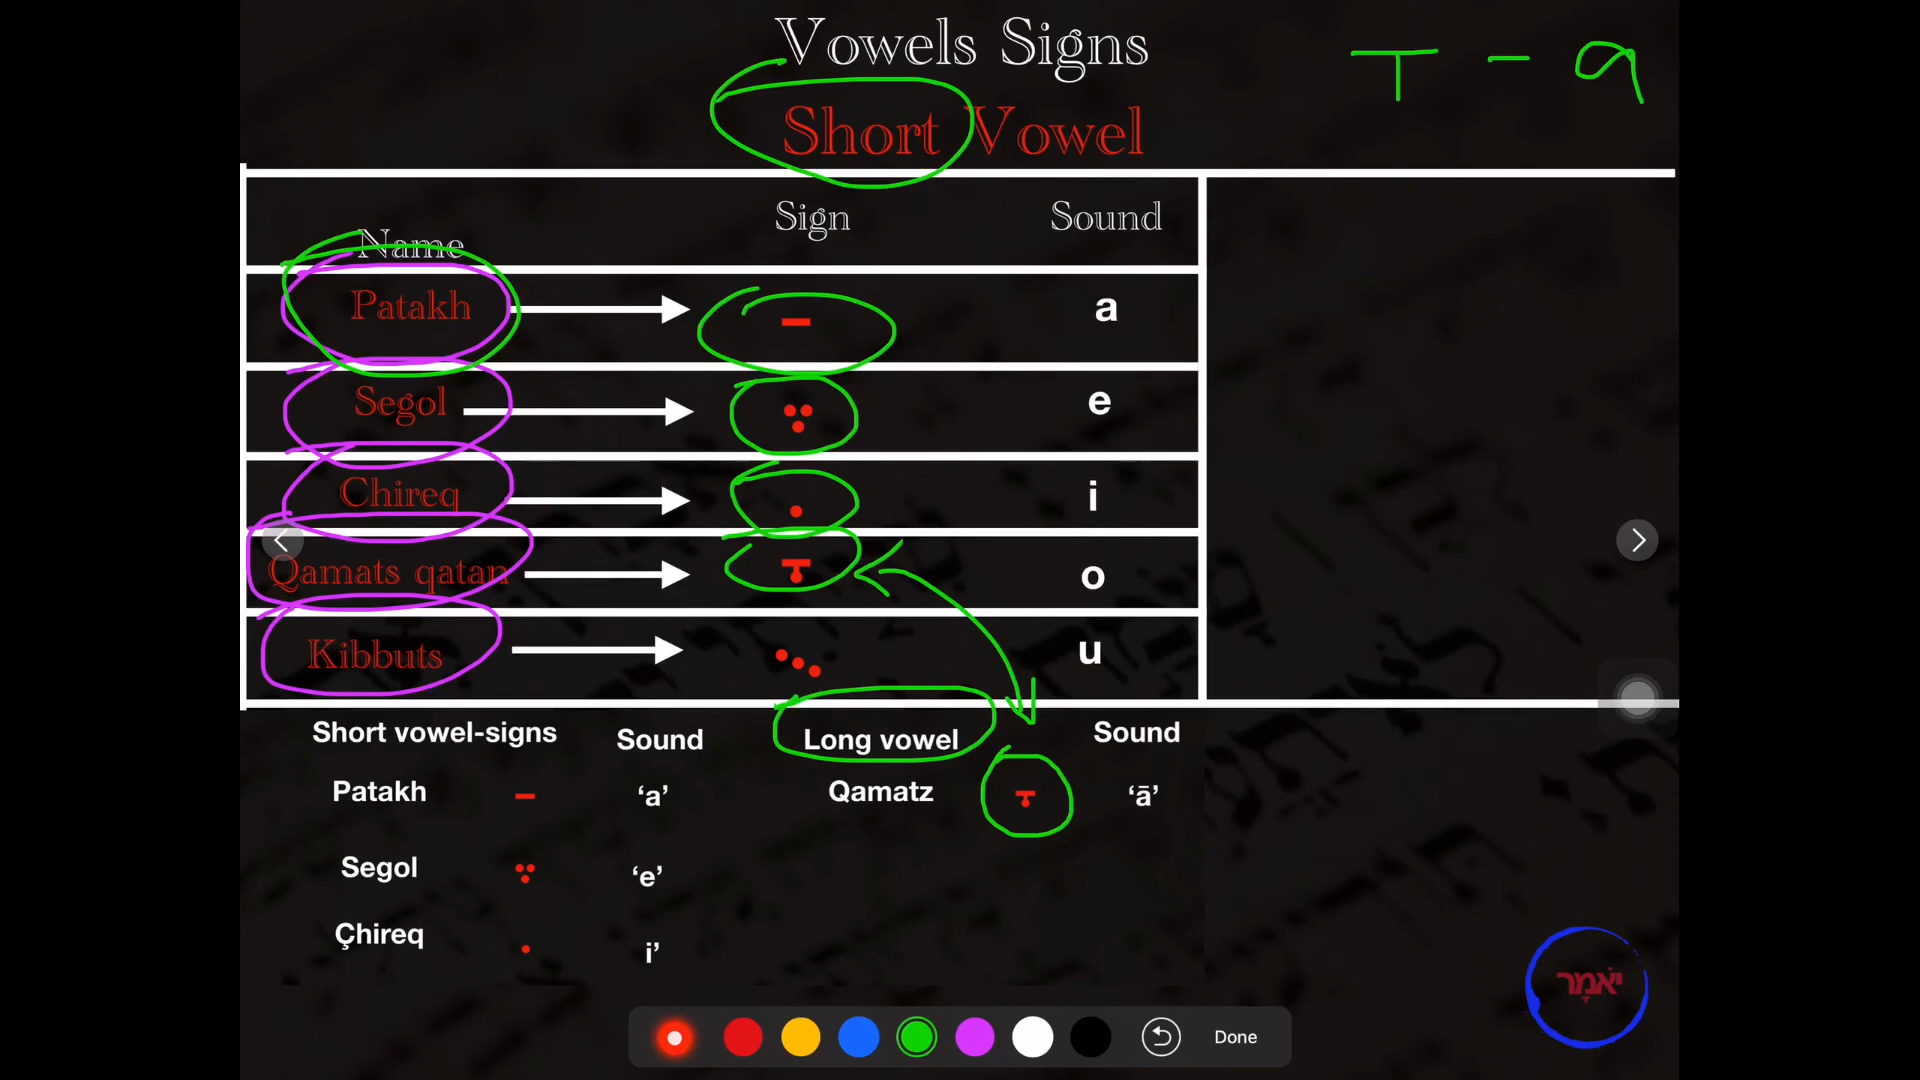 Vowels Signs
Short Vowel
T - a
Name Sign Sound
Patakh a
Segol e
Chireq i
Qamats qatan o
Kibbuts u
Short vowel-signs Sound Long vowel Sound
Patakh ‘a’ Qamatz ‘ā’
Segol ‘e’
Çhireq i’
יֹאמָר
Done